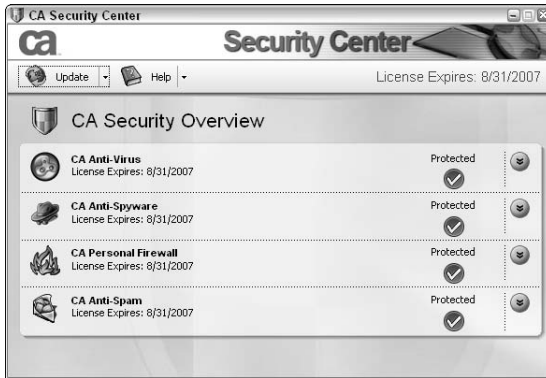 CA Security Center
ca
Security Center
Update
Help
License Expires: 8/31/2007
CA Security Overview
CA Anti-Virus
License Expires: 8/31/2007
Protected
CA Anti-Spyware
License Expires: 8/31/2007
Protected
CA Personal Firewall
License Expires: 8/31/2007
Protected
CA Anti-Spam
License Expires: 8/31/2007
Protected